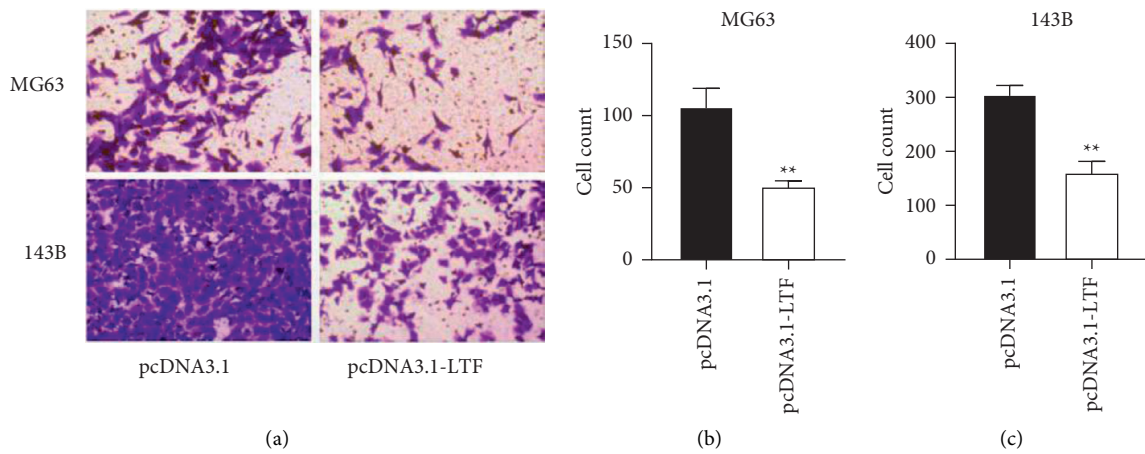 MG63
143B
pcDNA3.1
pcDNA3.1-LTF
(a)
MG63
Cell count
150
100
50
0
**
pcDNA3.1
pcDNA3.1-LTF
(b)
143B
Cell count
400
300
200
100
0
**
pcDNA3.1
pcDNA3.1-LTF
(c)